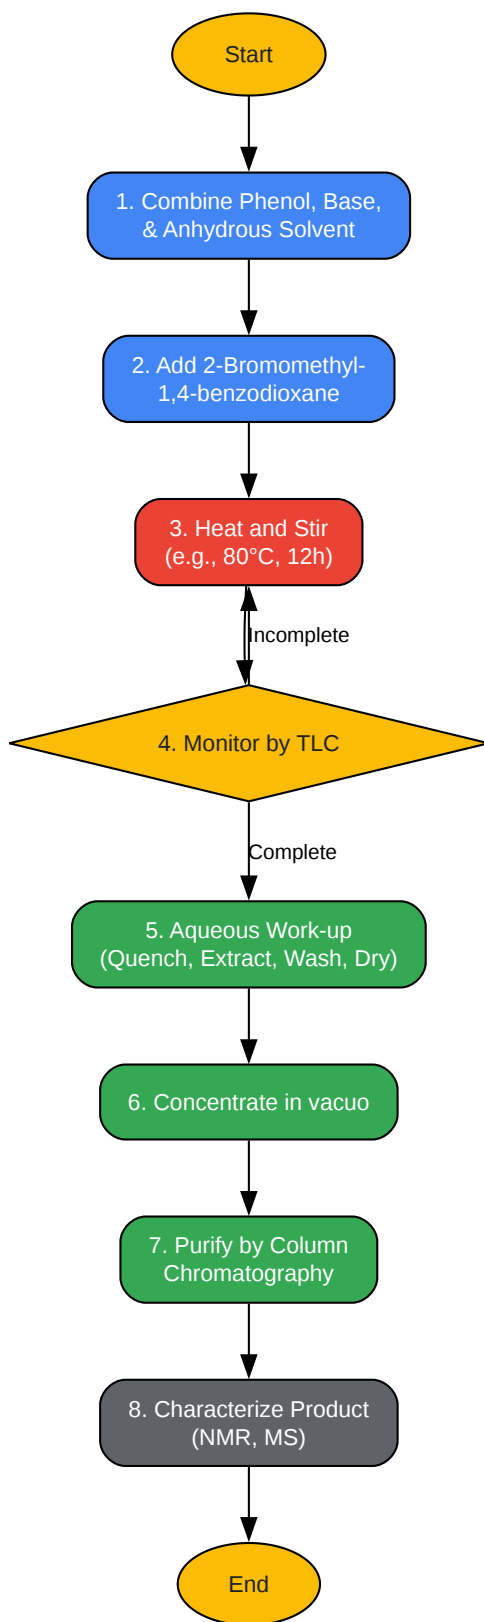 Start
1. Combine Phenol, Base,
& Anhydrous Solvent
2. Add 2-Bromomethyl-
1,4-benzodioxane
3. Heat and Stir
(e.g., 80°C, 12h)
Incomplete
4. Monitor by TLC
Complete
5. Aqueous Work-up
(Quench, Extract, Wash, Dry)
6. Concentrate in vacuo
7. Purify by Column
Chromatography
8. Characterize Product
(NMR, MS)
End